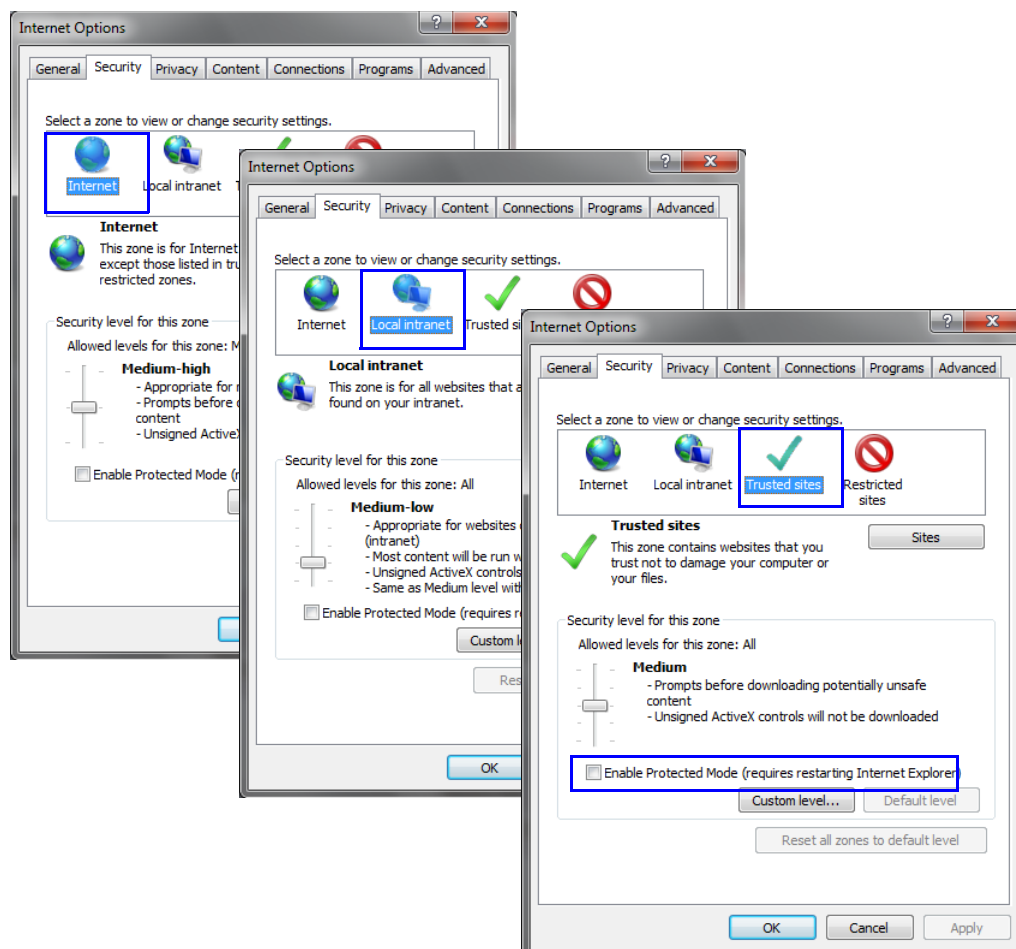 Internet Options
General Security Privacy Content Connections Programs Advanced
Select a zone to view or change security settings.
Internet Local intranet
Internet
This zone is for Internet
except those listed in
restricted zones.
Security level for this zone
Allowed levels for this zone:
Medium-high
- Appropriate for
- Prompts before
content
- Unsigned ActiveX
Enable Protected Mode
Internet Options
General Security Privacy Content Connections Programs Advanced
Select a zone to view or change security settings.
Internet Local intranet Trusted
Local intranet
This zone is for all websites that
found on your intranet.
Security level for this zone
Allowed levels for this zone: All
Medium-low
- Appropriate for websites
(intranet)
- Most content will be run
- Unsigned ActiveX controls
- Same as Medium level
Enable Protected Mode (requires
Custom
OK
Internet Options
General Security Privacy Content Connections Programs Advanced
Select a zone to view or change security settings.
Internet Local intranet Trusted sites Restricted
sites
Trusted sites
This zone contains websites that you
trust not to damage your computer or
your files.
Sites
Security level for this zone
Allowed levels for this zone: All
Medium
- Prompts before downloading potentially unsafe
content
- Unsigned ActiveX controls will not be downloaded
Enable Protected Mode (requires restarting Internet Explorer)
Custom level... Default level
Reset all zones to default level
OK Cancel Apply